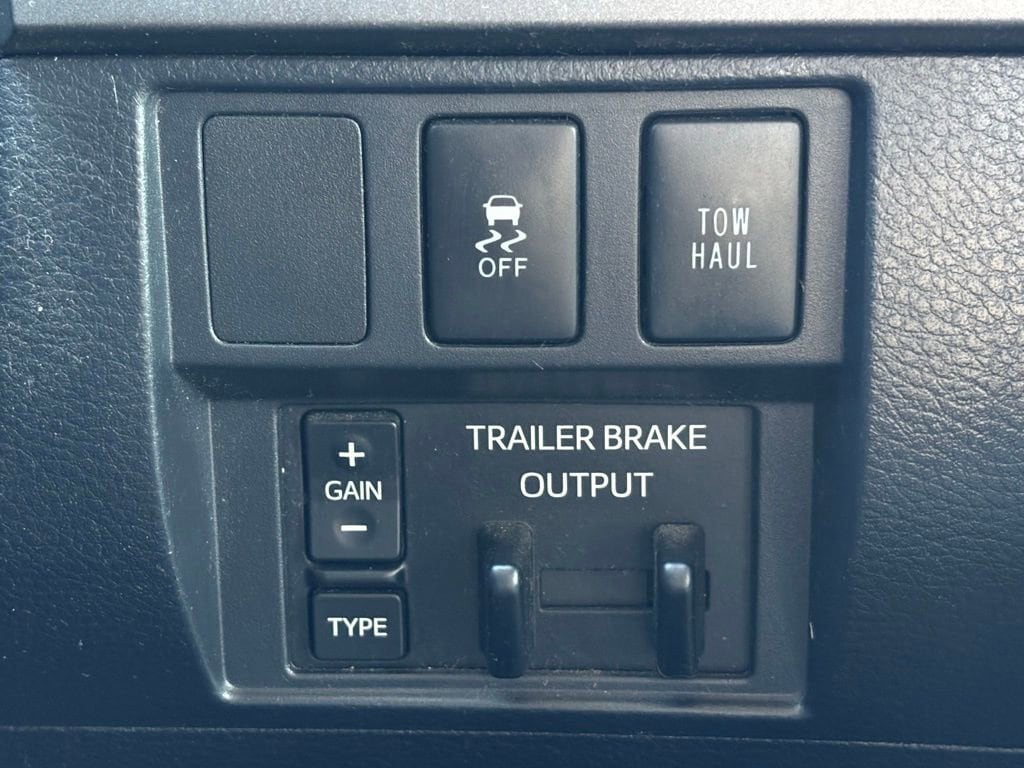 OFF
TOW
HAUL
+
GAIN
-
TYPE
TRAILER BRAKE
OUTPUT